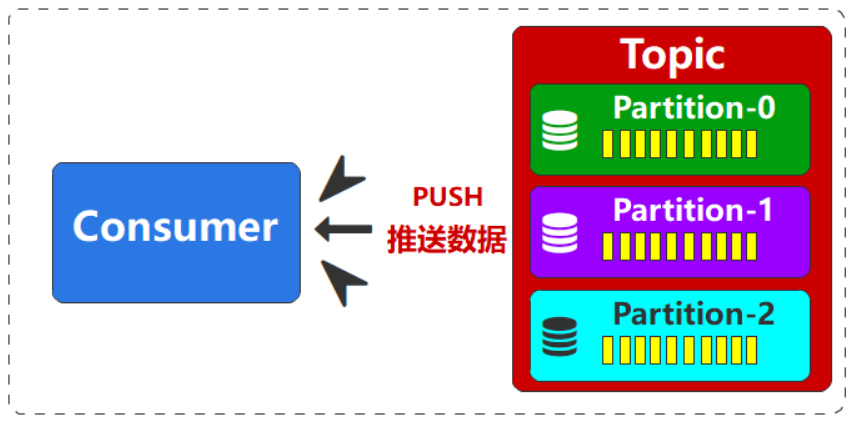 Topic
Partition-0
Partition-1
Partition-2
PUSH
推送数据
Consumer